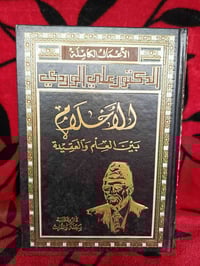 الأعمال الكاملة
الدكتور علي الوردي
الأحلام
بين العلم والعقيدة